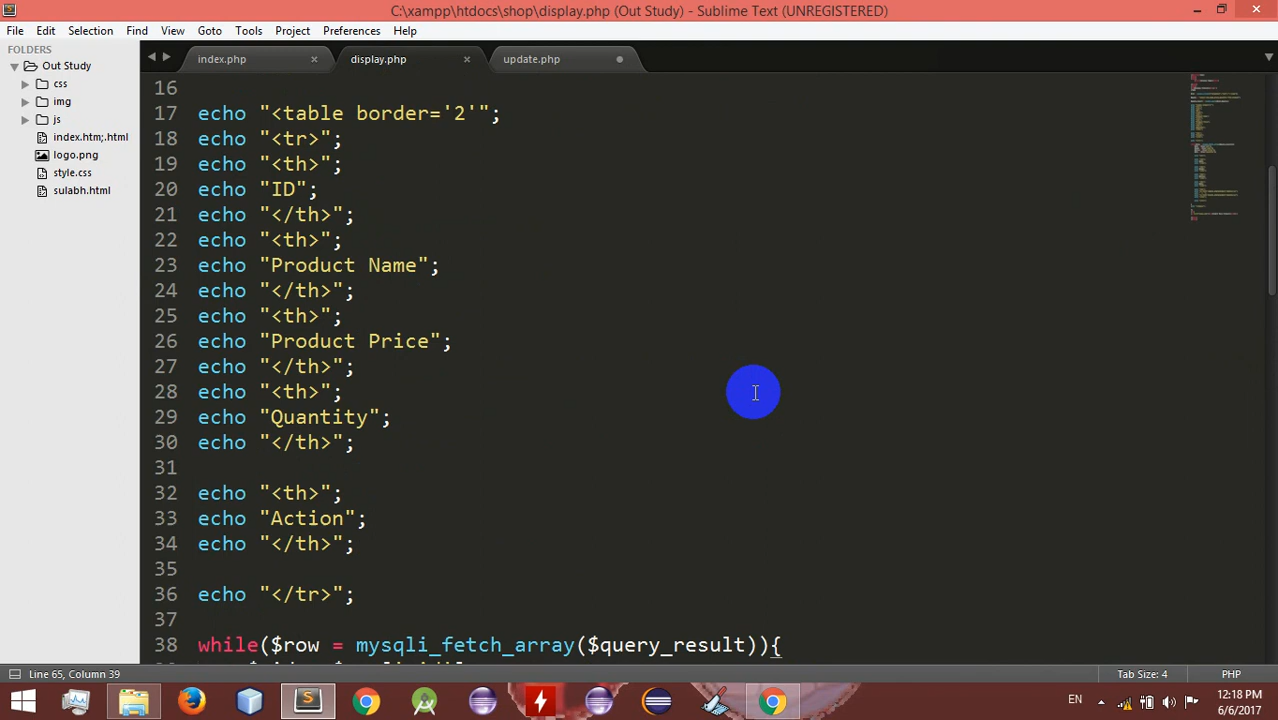 C:\xampp\htdocs\shop\display.php (Out Study) - Sublime Text (UNREGISTERED)
File Edit Selection Find View Goto Tools Project Preferences Help
FOLDERS
Out Study
css
img
js
index.htm;.html
logo.png
style.css
sulabh.html
index.php × display.php × update.php
16
17 echo "<table border='2'";
18 echo "<tr>";
19 echo "<th>";
20 echo "ID";
21 echo "</th>";
22 echo "<th>";
23 echo "Product Name";
24 echo "</th>";
25 echo "<th>";
26 echo "Product Price";
27 echo "</th>";
28 echo "<th>";
29 echo "Quantity";
30 echo "</th>";
31
32 echo "<th>";
33 echo "Action";
34 echo "</th>";
35
36 echo "</tr>";
37
38 while($row = mysqli_fetch_array($query_result)){
Line 65, Column 39 Tab Size: 4 PHP
EN 12:18 PM
6/6/2017